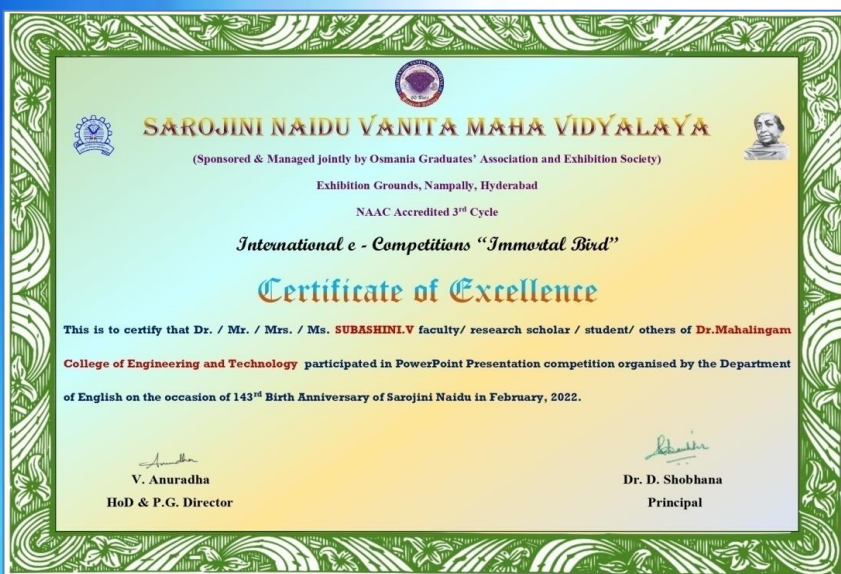 SAROJINI NAIDU VANITA MAHA VIDYALAYA
(Sponsored & Managed jointly by Osmania Graduates' Association and Exhibition Society)
Exhibition Grounds, Nampally, Hyderabad
NAAC Accredited 3rd Cycle
International e - Competitions “Immortal Bird”
Certificate of Excellence
This is to certify that Dr. / Mr. / Mrs. / Ms. SUBASHINI.V faculty/ research scholar / student/ others of Dr.Mahalingam
College of Engineering and Technology participated in PowerPoint Presentation competition organised by the Department
of English on the occasion of 143rd Birth Anniversary of Sarojini Naidu in February, 2022.
V. Anuradha
HoD & P.G. Director
Dr. D. Shobhana
Principal